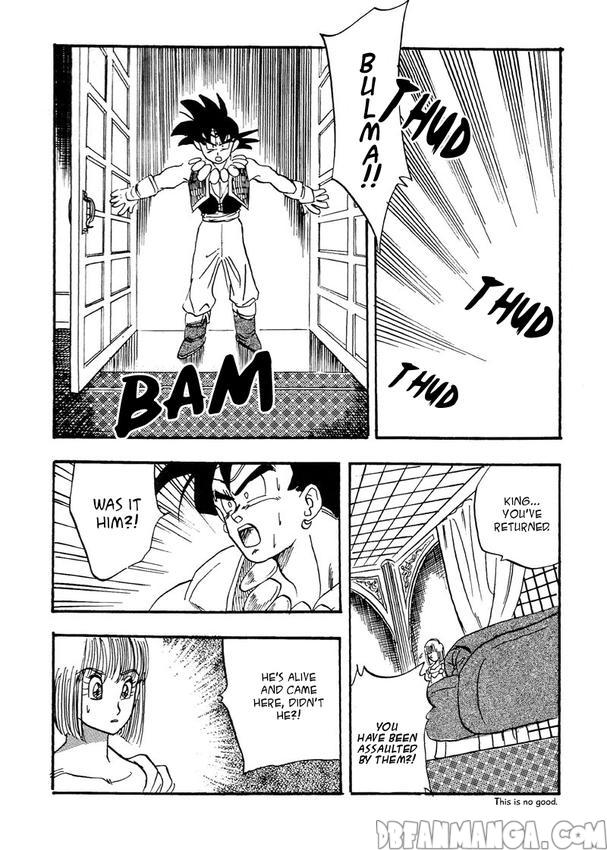 THUD
THUD
THUD
BULMA!!
BAM
KING...
YOU'VE
RETURNED.
YOU
HAVE BEEN
ASSAULTED
BY THEM?!
WAS IT
HIM?!
HE'S ALIVE
AND CAME
HERE, DIDN'T
HE?!
This is no good.
DBFANMANGA.COM